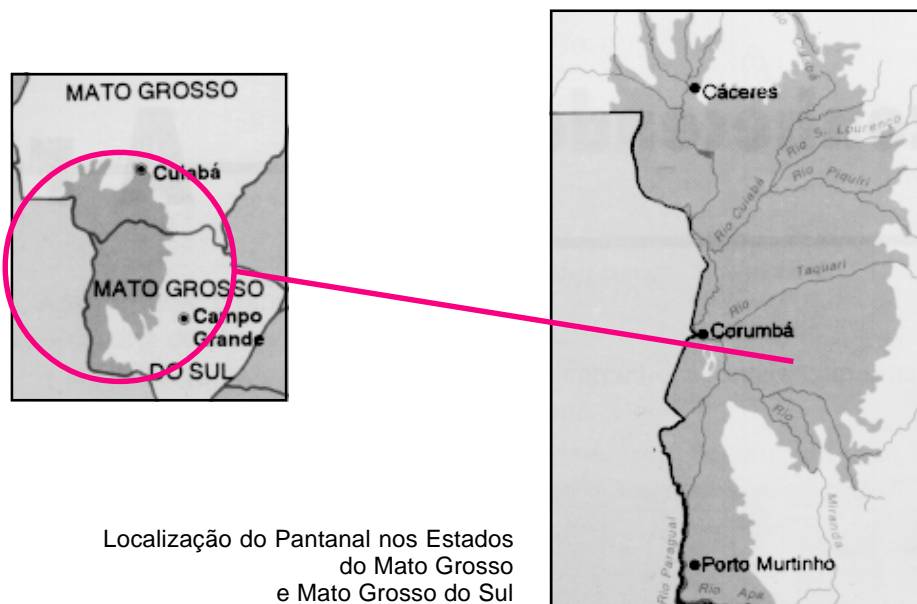 MATO GROSSO
Cuiabá
MATO GROSSO
Campo
Grande
DO SUL
Localização do Pantanal nos Estados
do Mato Grosso
e Mato Grosso do Sul
Cáceres
Rio Cuiabá
Rio S. Lourenço
Rio Piquiri
Rio Cuiabá
Rio Taquari
Corumbá
Rio
Miranda
Rio Paraguai
Porto Murtinho
Rio Apa